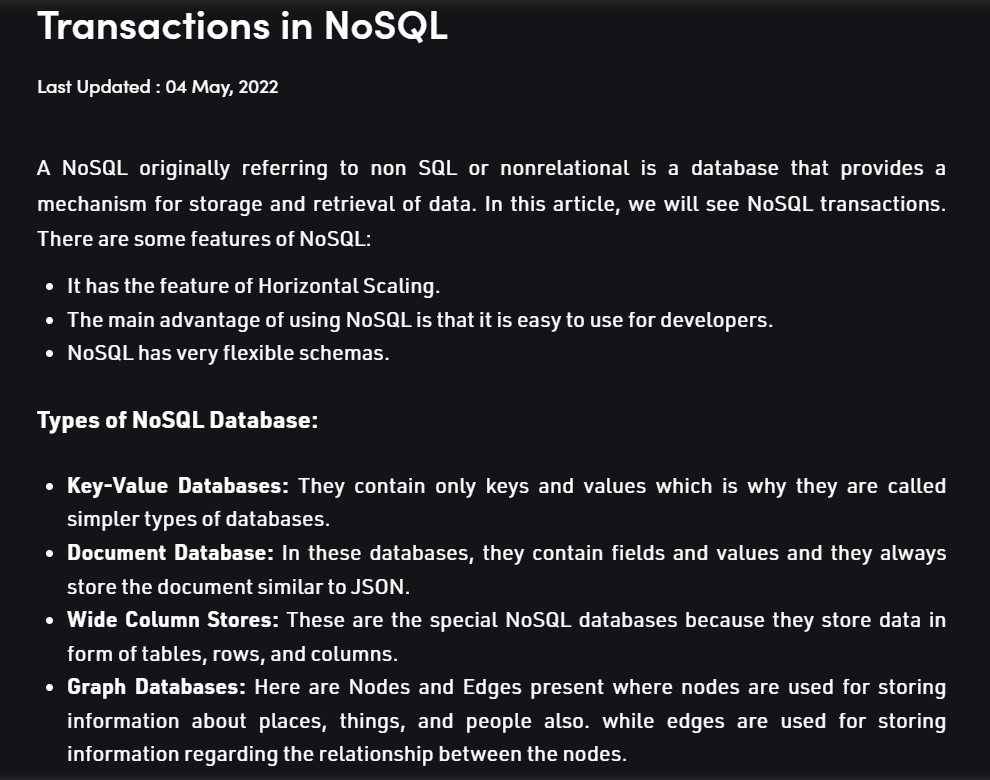 Transactions in NoSQL
Last Updated : 04 May, 2022
A NoSQL originally referring to non SQL or nonrelational is a database that provides a
mechanism for storage and retrieval of data. In this article, we will see NoSQL transactions.
There are some features of NoSQL:
• It has the feature of Horizontal Scaling.
• The main advantage of using NoSQL is that it is easy to use for developers.
• NoSQL has very flexible schemas.
Types of NoSQL Database:
• Key-Value Databases: They contain only keys and values which is why they are called
simpler types of databases.
• Document Database: In these databases, they contain fields and values and they always
store the document similar to JSON.
• Wide Column Stores: These are the special NoSQL databases because they store data in
form of tables, rows, and columns.
• Graph Databases: Here are Nodes and Edges present where nodes are used for storing
information about places, things, and people also. while edges are used for storing
information regarding the relationship between the nodes.